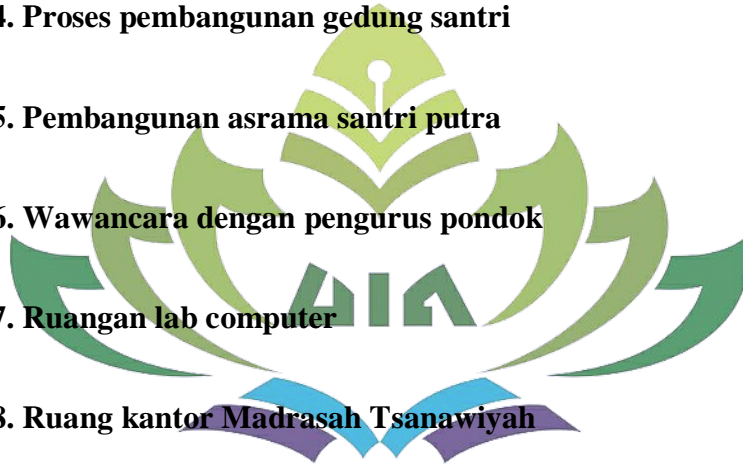 4. Proses pembangunan gedung santri
5. Pembangunan asrama santri putra
6. Wawancara dengan pengurus pondok
UIN
7. Ruangan lab computer
8. Ruang kantor Madrasah Tsanawiyah